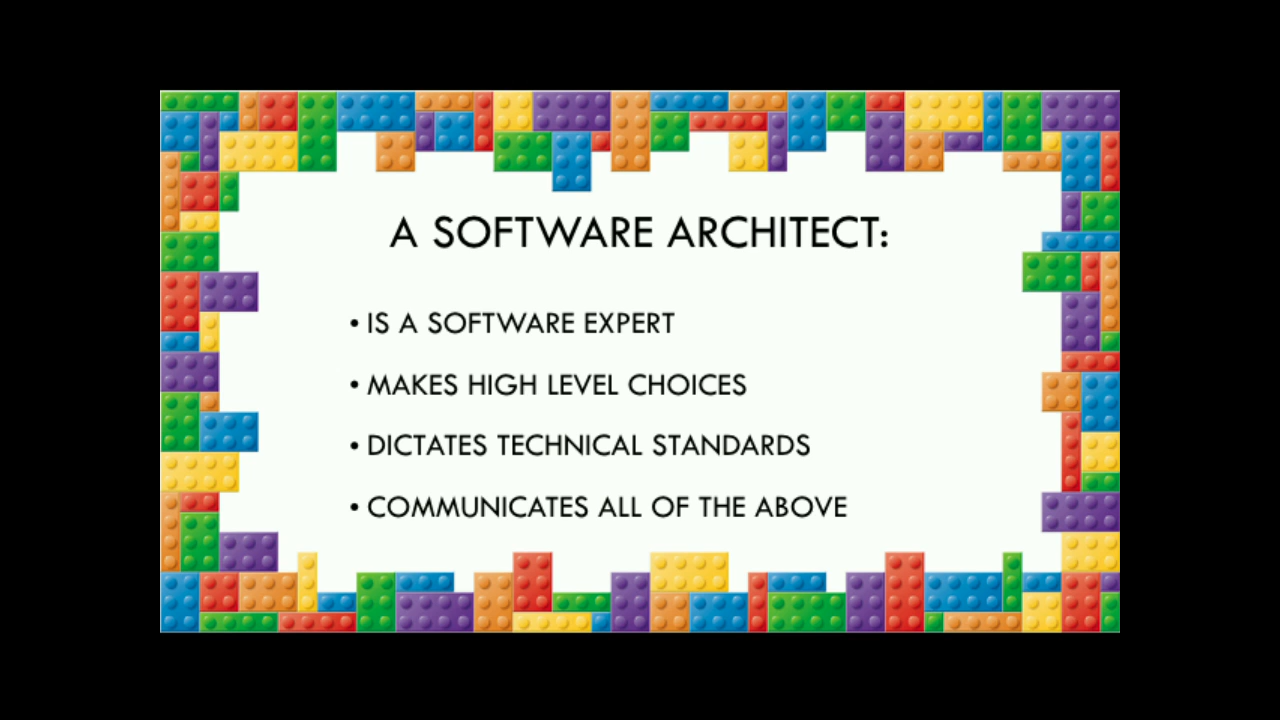 A SOFTWARE ARCHITECT:
• IS A SOFTWARE EXPERT
• MAKES HIGH LEVEL CHOICES
• DICTATES TECHNICAL STANDARDS
• COMMUNICATES ALL OF THE ABOVE